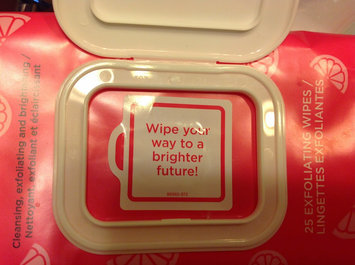 Cleansing, exfoliating and brightening /
Nettoyant, exfoliant et éclaircissant
Wipe your
way to a
brighter
future!
25 EXFOLIATING WIPES /
LINGETTES EXFOLIANTES